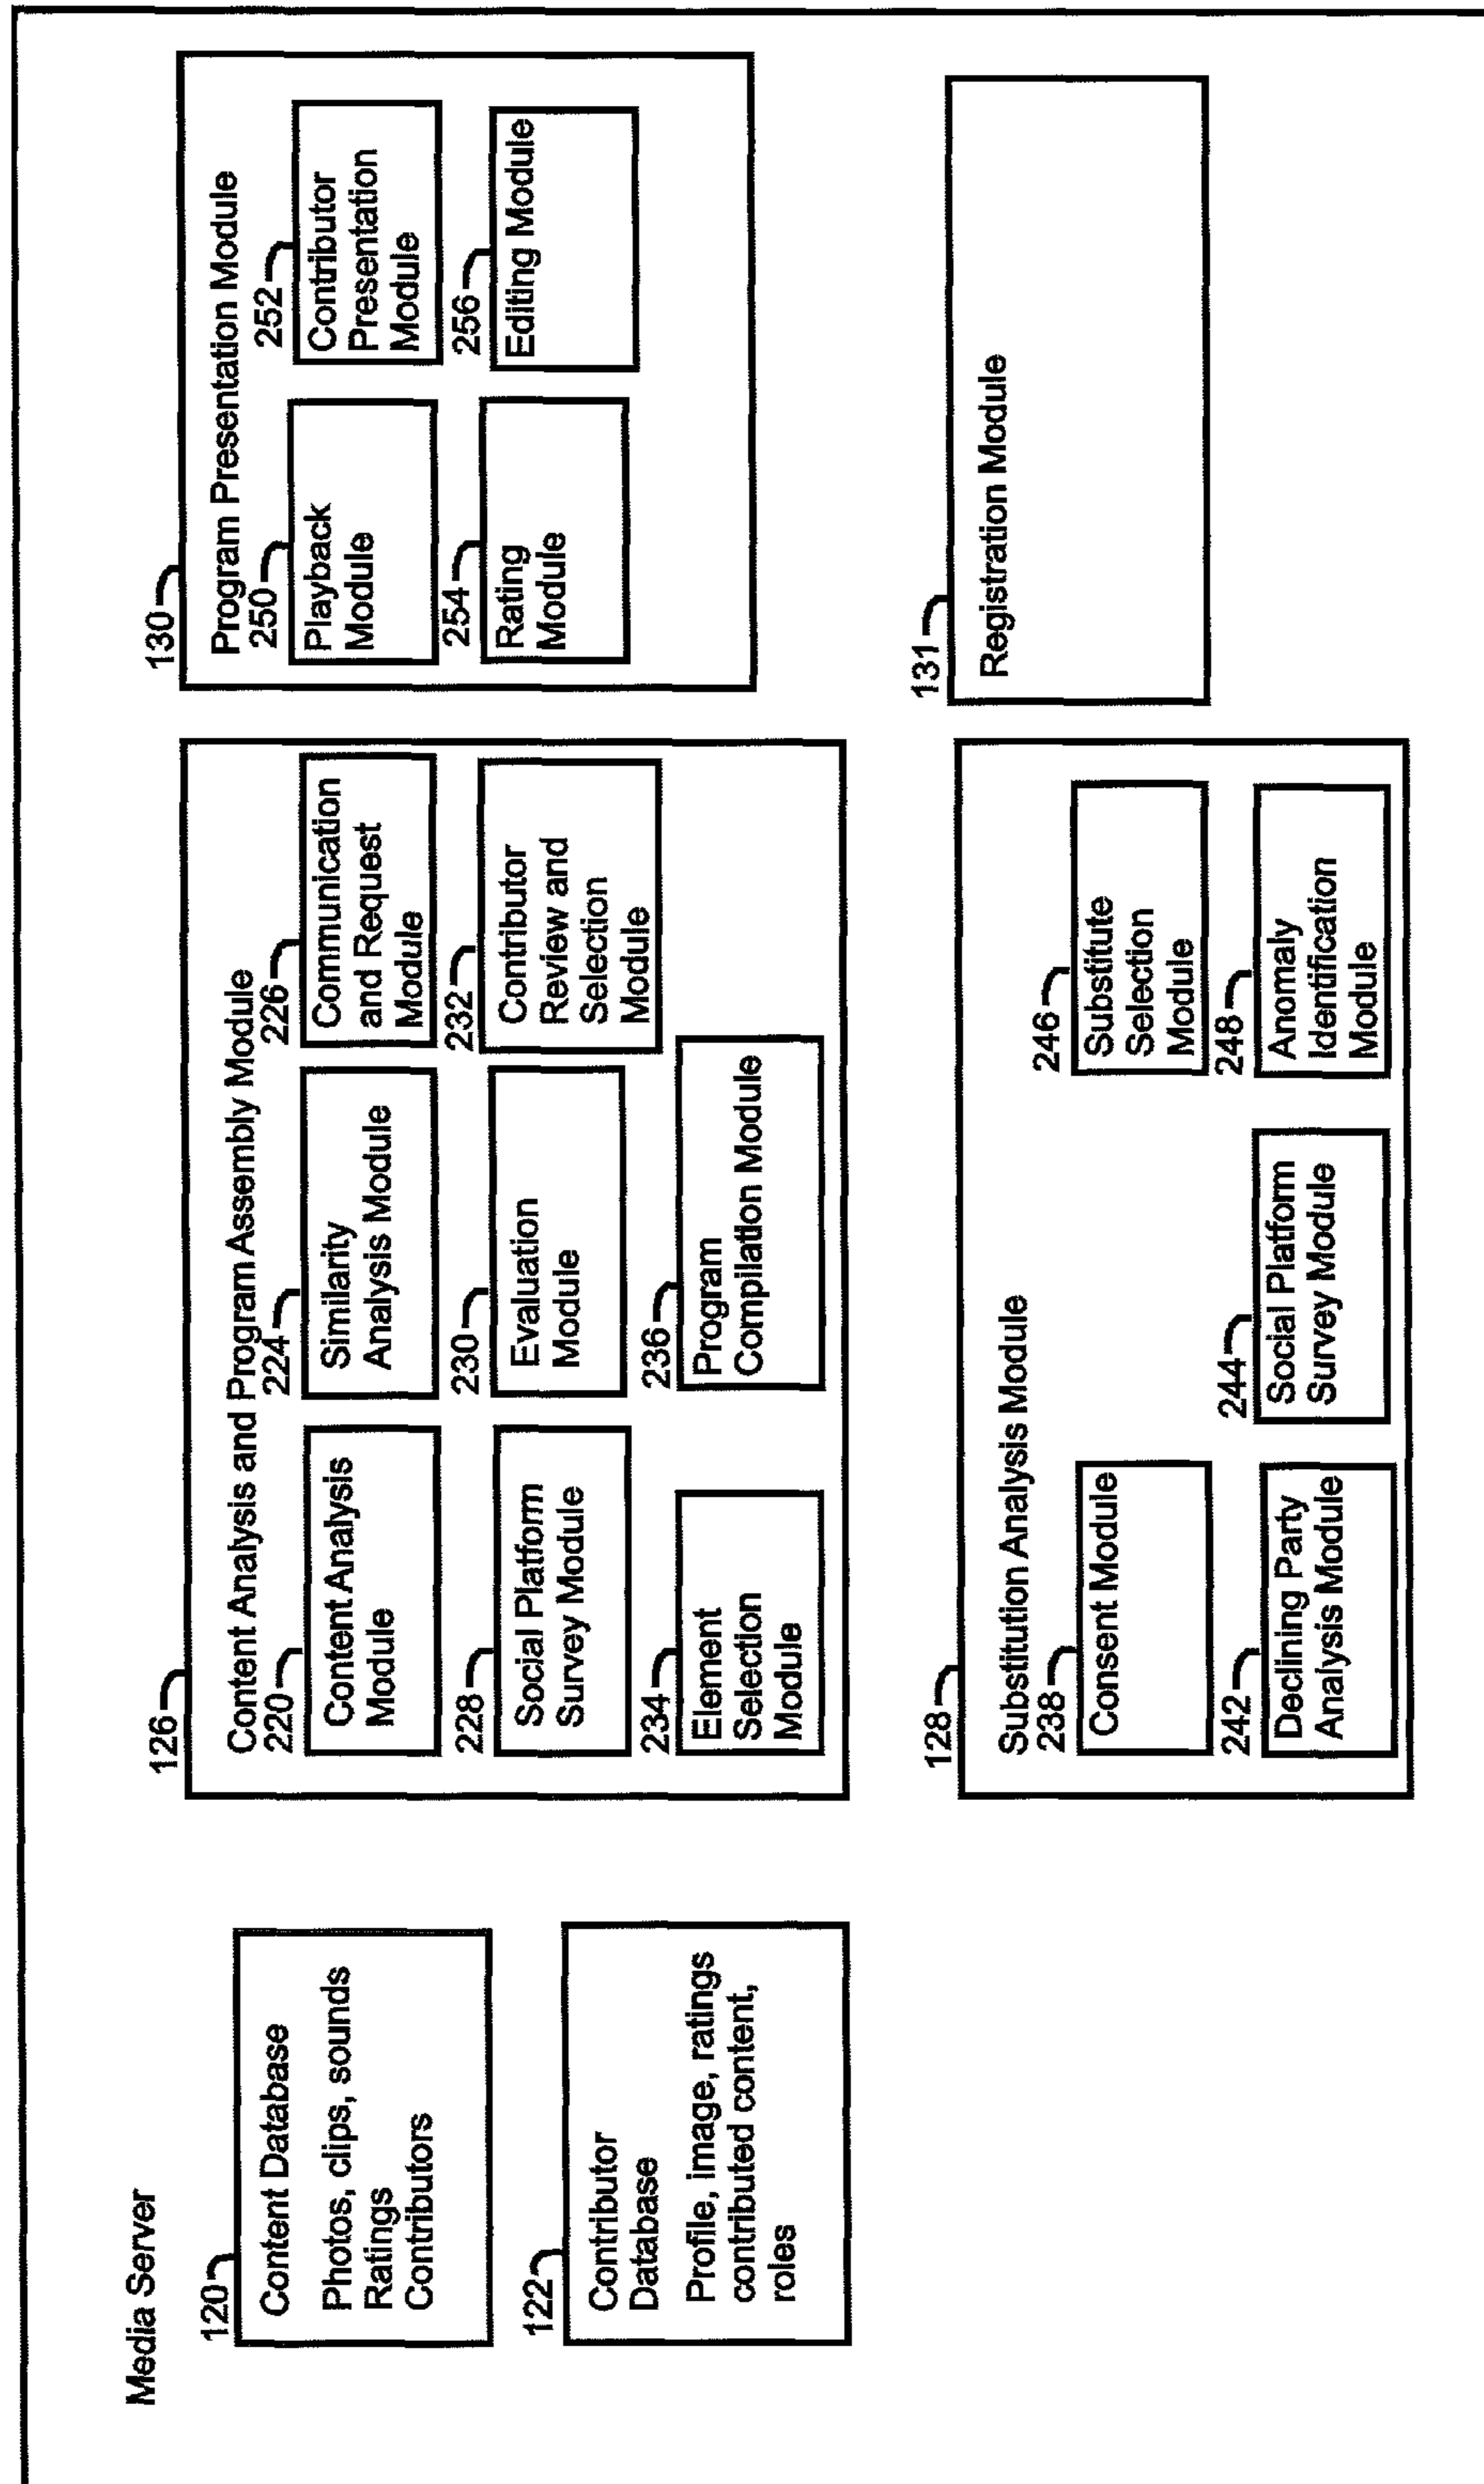 Media Server
120
Content Database
Photos, clips, sounds
Ratings
Contributors
122
Contributor
Database
Profile, image, ratings
contributed content,
roles
126
Content Analysis and Program Assembly Module
220
Content Analysis
Module
224
Similarity
Analysis Module
226
Communication
and Request
Module
228
Social Platform
Survey Module
230
Evaluation
Module
232
Contributor
Review and
Selection
Module
234
Element
Selection
Module
236
Program
Compilation Module
128
Substitution Analysis Module
238
Consent Module
246
Substitute
Selection
Module
242
Declining Party
Analysis Module
244
Social Platform
Survey Module
248
Anomaly
Identification
Module
130
Program Presentation Module
250
Playback
Module
252
Contributor
Presentation
Module
254
Rating
Module
256
Editing Module
131
Registration Module